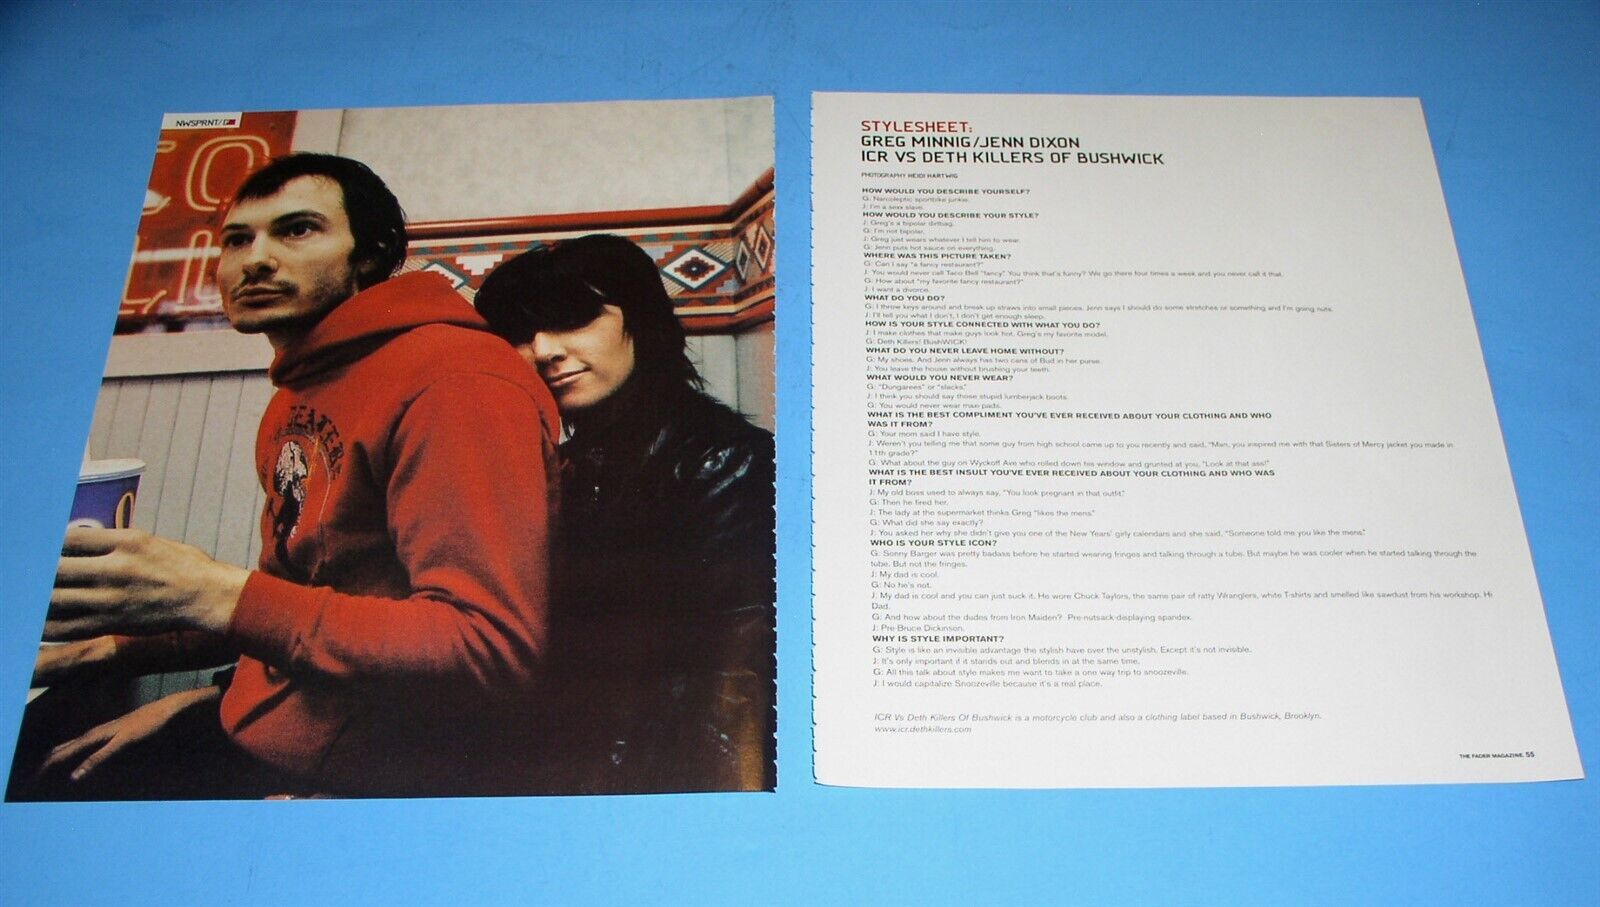 NWSPRNT/F
CO
LL
STYLESHEET:
GREG MINNIG/JENN DIXON
ICR VS DETH KILLERS OF BUSHWICK
PHOTOGRAPHY HEIDI HARTWIG
HOW WOULD YOU DESCRIBE YOURSELF?
G: Narcoleptic sportbike junkie.
J: I'm a sexx slave.
HOW WOULD YOU DESCRIBE YOUR STYLE?
J: Greg's a bipolar dirtbag.
G: I'm not bipolar.
J: Greg just wears whatever I tell him to wear.
G: Jenn puts hot sauce on everything.
WHERE WAS THIS PICTURE TAKEN?
G: Can I say "a fancy restaurant?"
J: You would never call Taco Bell "fancy." You think that's funny? We go there four times a week and you never call it that.
G: How about "my favorite fancy restaurant?"
J: I want a divorce.
WHAT DO YOU DO?
G: I throw keys around and break up straws into small pieces. Jenn says I should do some stretches or something and I'm going nuts.
J: I'll tell you what I don't, I don't get enough sleep.
HOW IS YOUR STYLE CONNECTED WITH WHAT YOU DO?
J: I make clothes that make guys look hot. Greg's my favorite model.
G: Deth Killers! BushWICK!
WHAT DO YOU NEVER LEAVE HOME WITHOUT?
G: My shoes. And Jenn always has two cans of Bud in her purse.
J: You leave the house without brushing your teeth.
WHAT WOULD YOU NEVER WEAR?
G: "Dungarees" or "slacks."
J: I think you should say those stupid lumberjack boots.
G: You would never wear maxi pads.
WHAT IS THE BEST COMPLIMENT YOU'VE EVER RECEIVED ABOUT YOUR CLOTHING AND WHO
WAS IT FROM?
G: Your mom said I have style.
J: Weren't you telling me that some guy from high school came up to you recently and said, "Man, you inspired me with that Sisters of Mercy jacket you made in
11th grade?"
G: What about the guy on Wyckoff Ave who rolled down his window and grunted at you, "Look at that ass!"
WHAT IS THE BEST INSULT YOU'VE EVER RECEIVED ABOUT YOUR CLOTHING AND WHO WAS
IT FROM?
J: My old boss used to always say, "You look pregnant in that outfit."
G: Then he fired her.
J: The lady at the supermarket thinks Greg "likes the mens."
G: What did she say exactly?
J: You asked her why she didn't give you one of the New Years' girly calendars and she said, "Someone told me you like the mens."
WHO IS YOUR STYLE ICON?
G: Sonny Barger was pretty badass before he started wearing fringes and talking through a tube. But maybe he was cooler when he started talking through the
tube. But not the fringes.
J: My dad is cool.
G: No he's not.
J: My dad is cool and you can just suck it. He wore Chuck Taylors, the same pair of ratty Wranglers, white T-shirts and smelled like sawdust from his workshop. Hi
Dad.
G: And how about the dudes from Iron Maiden? Pre-nutsack-displaying spandex.
J: Pre-Bruce Dickinson.
WHY IS STYLE IMPORTANT?
G: Style is like an invisible advantage the stylish have over the unstylish. Except it's not invisible.
J: It's only important if it stands out and blends in at the same time.
G: All this talk about style makes me want to take a one way trip to snoozeville.
J: I would capitalize Snoozeville because it's a real place.
ICR Vs Deth Killers Of Bushwick is a motorcycle club and also a clothing label based in Bushwick, Brooklyn.
www.icr.dethkillers.com
THE FADER MAGAZINE 55